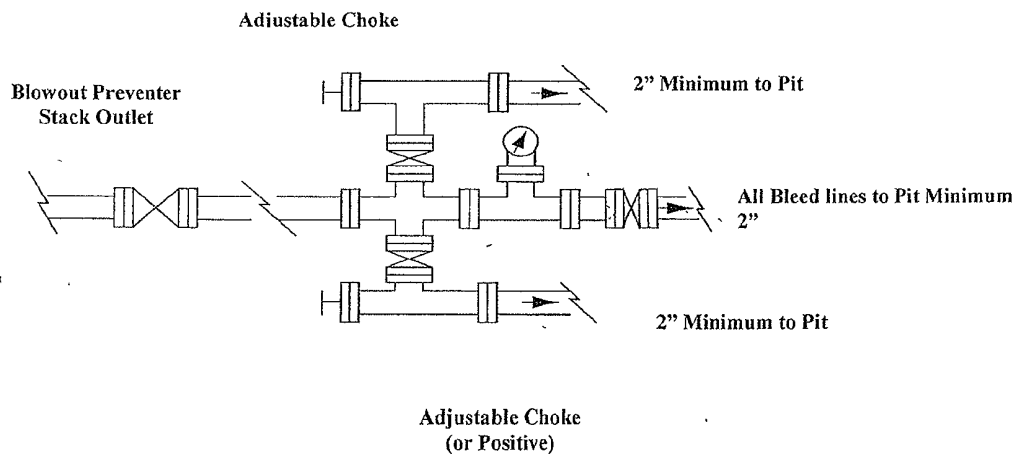 Adjustable Choke
Blowout Preventer
Stack Outlet
2” Minimum to Pit
All Bleed lines to Pit Minimum
2”
2” Minimum to Pit
Adjustable Choke
(or Positive)